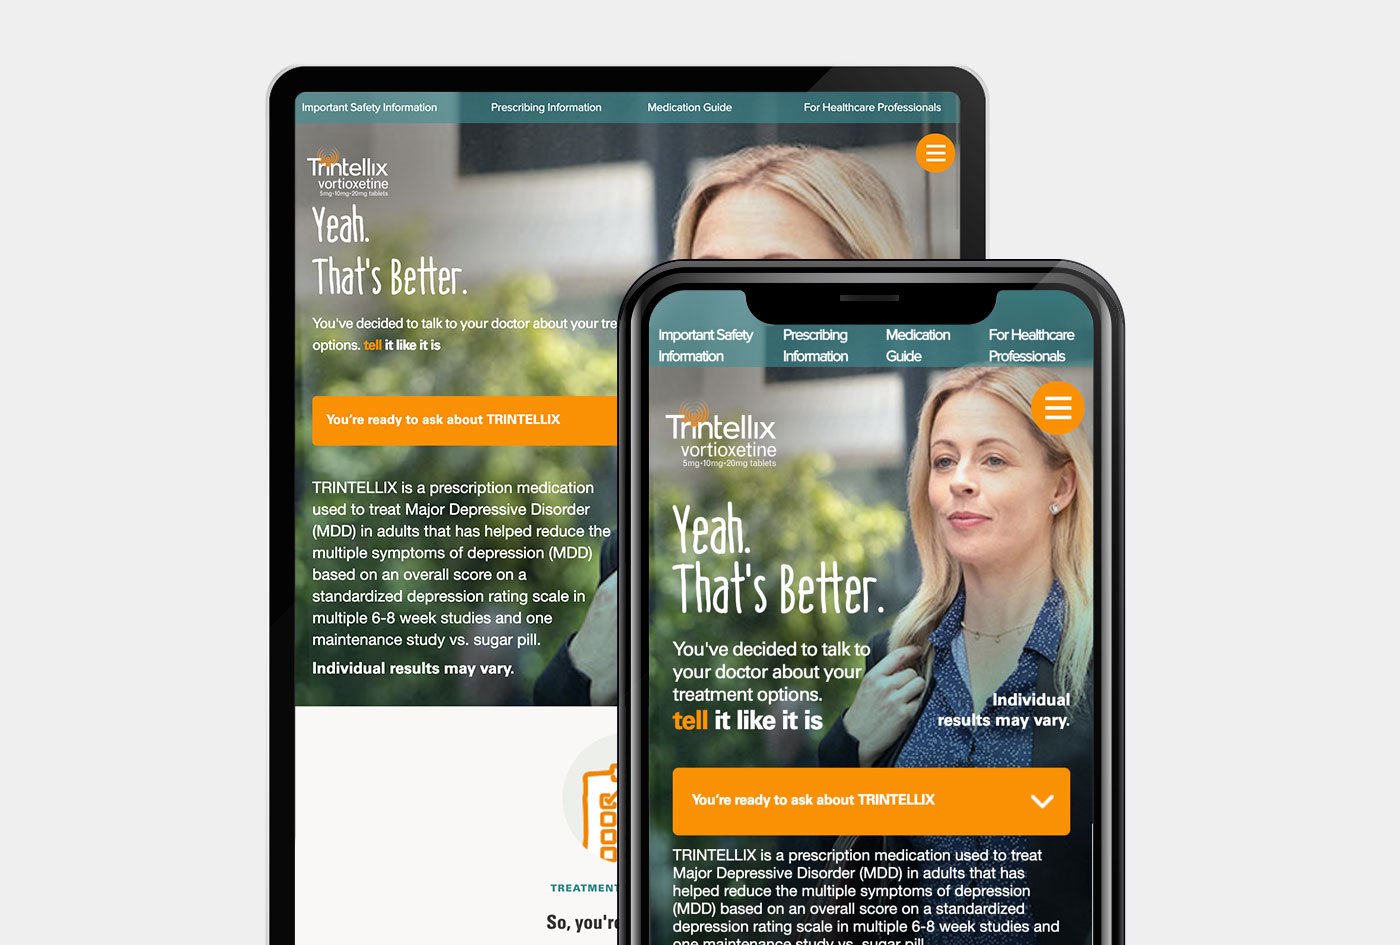 Important Safety Information
Prescribing Information
Medication Guide
For Healthcare Professionals
Trintellix
vortioxetine
5mg•10mg•20mg tablets
Yeah.
That's Better.
You've decided to talk to your doctor about your
options. tell it like it is
You're ready to ask about TRINTELLIX
TRINTELLIX is a prescription medication
used to treat Major Depressive Disorder
(MDD) in adults that has helped reduce the
multiple symptoms of depression (MDD)
based on an overall score on a
standardized depression rating scale in
multiple 6-8 week studies and one
maintenance study vs. sugar pill.
Individual results may vary.
TREATMENT
So, you're
Important Safety
Information
Prescribing
Information
Medication
Guide
For Healthcare
Professionals
Trintellix
vortioxetine
5mg•10mg•20mg tablets
Yeah.
That's Better.
You've decided to talk to
your doctor about your
treatment options.
tell it like it is
Individual
results may vary.
You're ready to ask about TRINTELLIX
TRINTELLIX is a prescription medication used to treat
Major Depressive Disorder (MDD) in adults that has
helped reduce the multiple symptoms of depression
(MDD) based on an overall score on a standardized
depression rating scale in multiple 6-8 week studies and
one maintenance study vs. sugar pill.